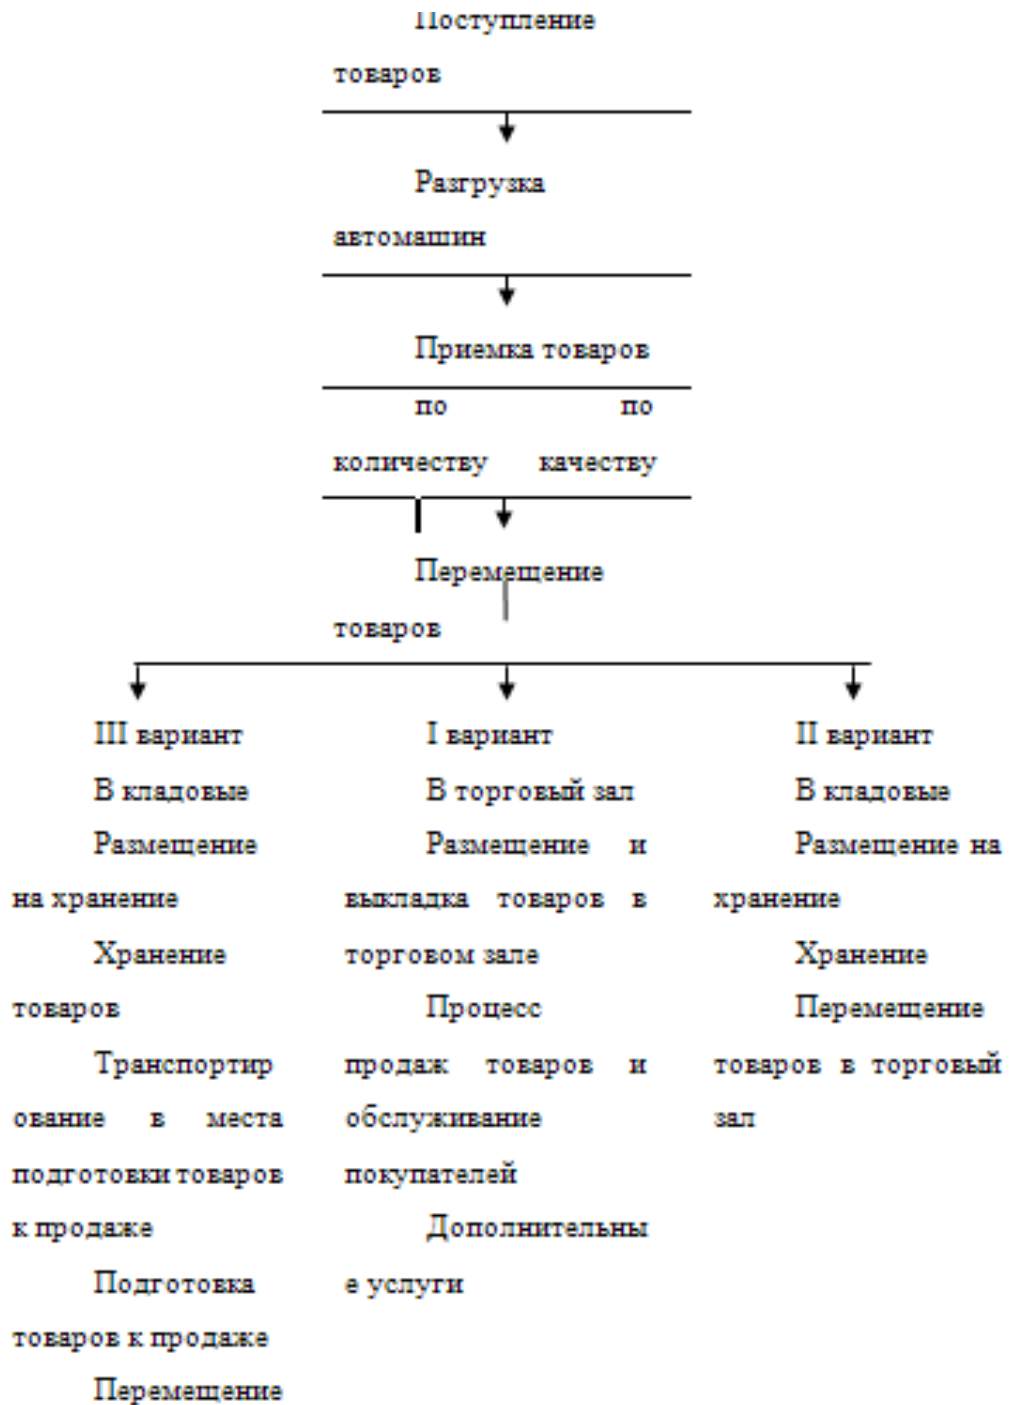 Поступление
товаров
Разгрузка
автомашин
Приемка товаров
по
количеству
по
качеству
Перемещение
товаров
III вариант
В кладовые
Размещение
на хранение
Хранение
товаров
Транспортир
ование в места
подготовки товаров
к продаже
Подготовка
товаров к продаже
Перемещение
I вариант
В торговый зал
Размещение и
выкладка товаров в
торговом зале
Процесс
продаж товаров и
обслуживание
покупателей
Дополнительны
е услуги
II вариант
В кладовые
Размещение на
хранение
Хранение
Перемещение
товаров в торговый
зал